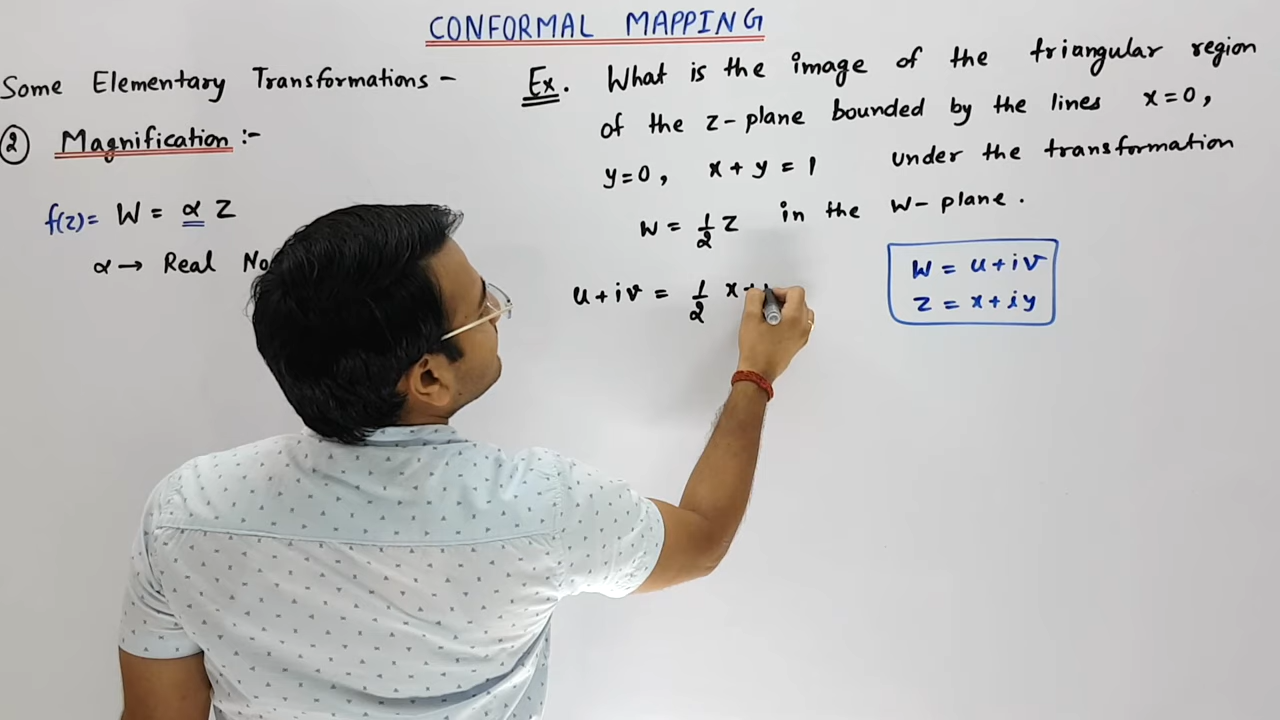 CONFORMAL MAPPING
Some Elementary Transformations -
② Magnification :-
f(z) = W = α Z
α → Real No
Ex. What is the image of the triangular region
of the z-plane bounded by the lines x=0,
y=0, x+y=1 under the transformation
W = 1/2 Z in the W-plane.
u+iv = 1/2 x+
W = u+iv
Z = x+iy